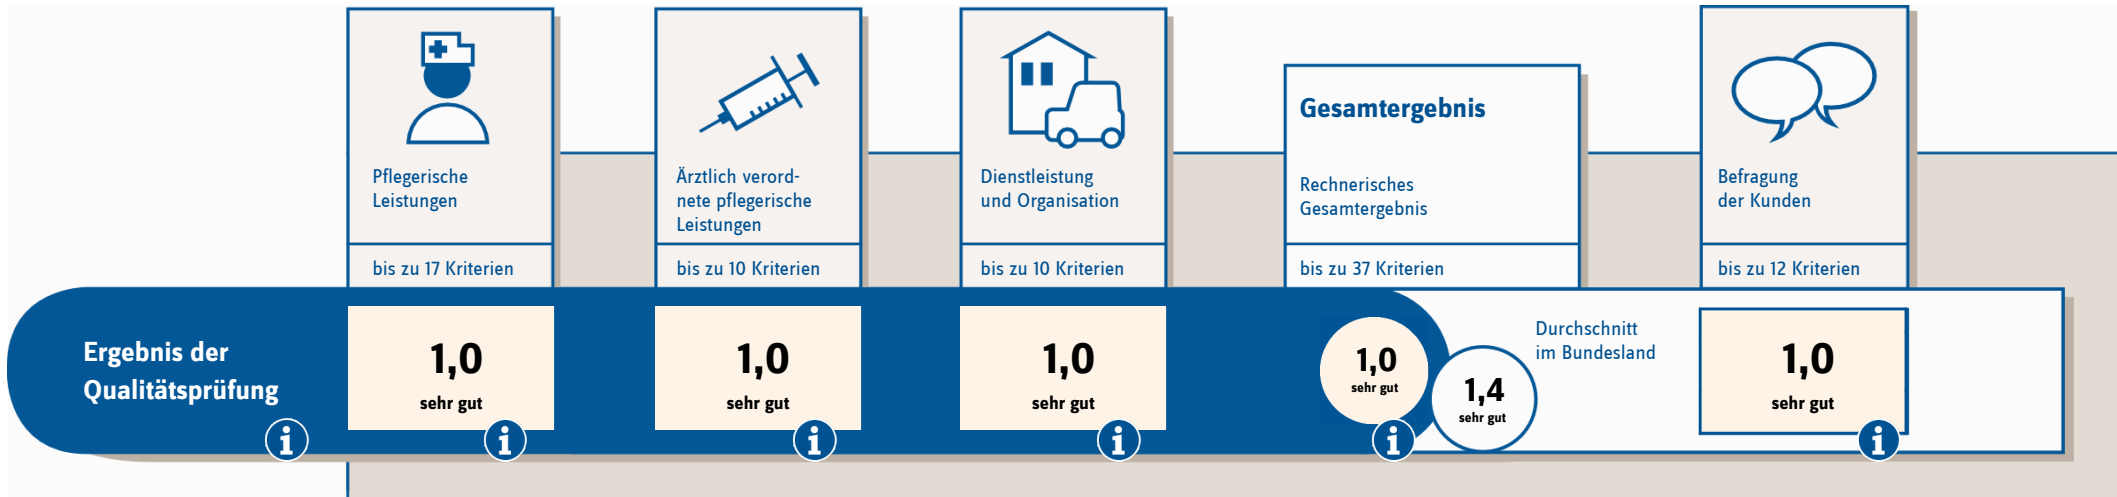 Pflegerische
Leistungen
bis zu 17 Kriterien
Ärztlich verord-
nete pflegerische
Leistungen
bis zu 10 Kriterien
Dienstleistung
und Organisation
bis zu 10 Kriterien
Gesamtergebnis
Rechnerisches
Gesamtergebnis
bis zu 37 Kriterien
Befragung
der Kunden
bis zu 12 Kriterien
Ergebnis der
Qualitätsprüfung
i
1,0
sehr gut
i
1,0
sehr gut
i
1,0
sehr gut
i
1,0
sehr gut
i
1,4
sehr gut
Durchschnitt
im Bundesland
1,0
sehr gut
i